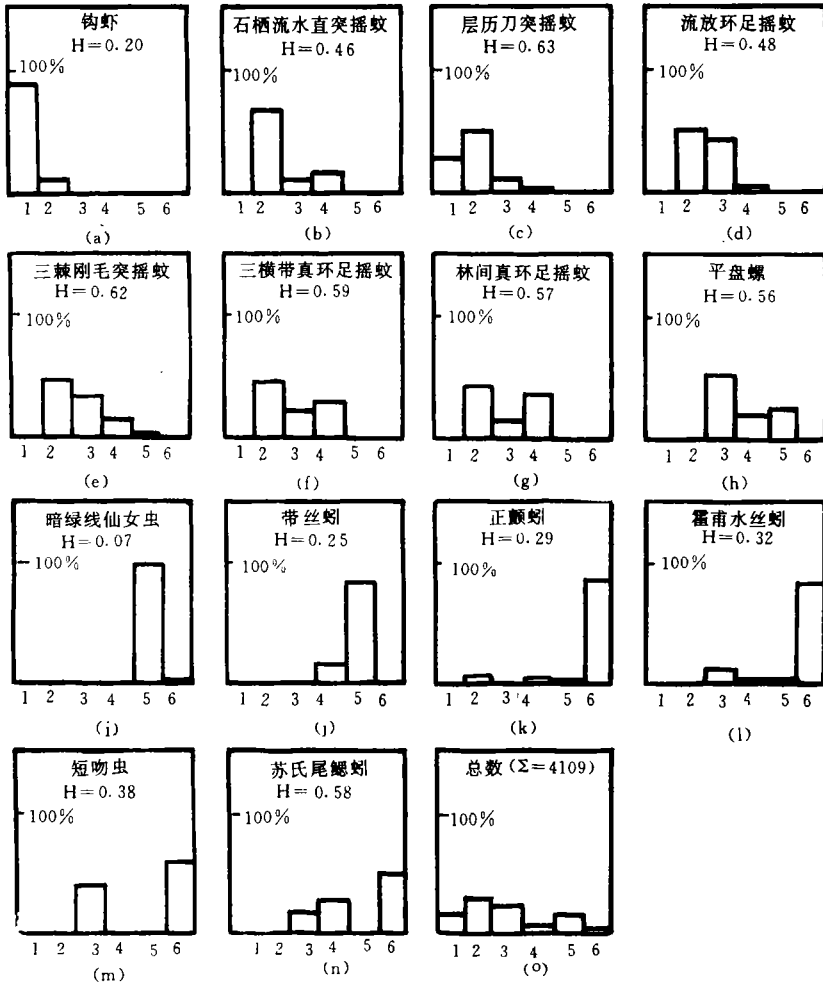 钩虾
H=0.20
100%
1 2 3 4 5 6
(a)
石栖流水直突摇蚊
H=0.46
100%
1 2 3 4 5 6
(b)
层历刀突摇蚊
H=0.63
100%
1 2 3 4 5 6
(c)
流放环足摇蚊
H=0.48
100%
1 2 3 4 5 6
(d)
三棘刚毛突摇蚊
H=0.62
100%
1 2 3 4 5 6
(e)
三横带真环足摇蚊
H=0.59
100%
1 2 3 4 5 6
(f)
林间真环足摇蚊
H=0.57
100%
1 2 3 4 5 6
(g)
平盘螺
H=0.56
100%
1 2 3 4 5 6
(h)
暗绿线仙女虫
H=0.07
100%
1 2 3 4 5 6
(i)
带丝蚓
H=0.25
100%
1 2 3 4 5 6
(j)
正颤蚓
H=0.29
100%
1 2 3 4 5 6
(k)
霍甫水丝蚓
H=0.32
100%
1 2 3 4 5 6
(l)
短吻虫
H=0.38
100%
1 2 3 4 5 6
(m)
苏氏尾鳃蚓
H=0.58
100%
1 2 3 4 5 6
(n)
总数(Σ=4109)
100%
1 2 3 4 5 6
(o)